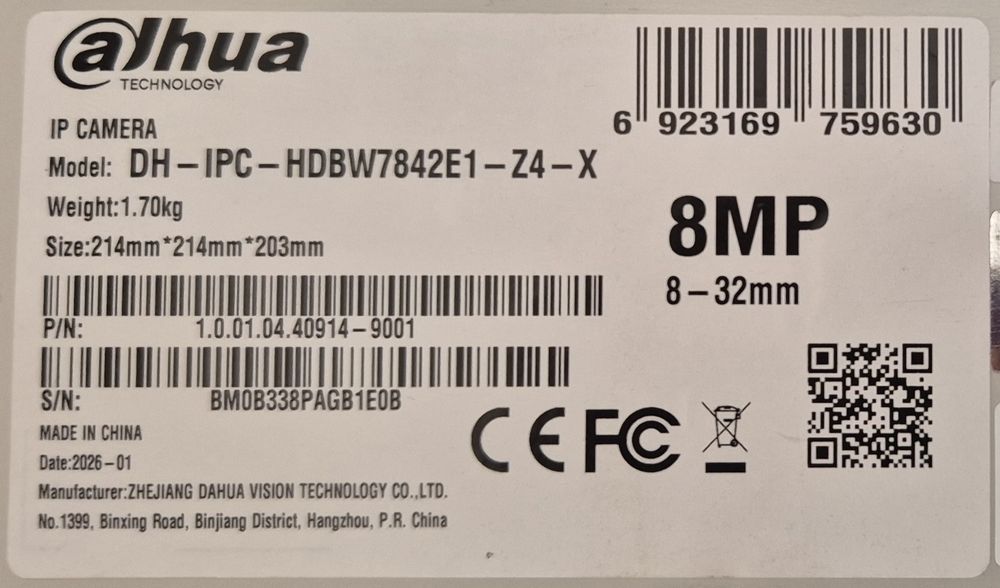 alhua
TECHNOLOGY
IP CAMERA
Model: DH-IPC-HDBW7842E1-Z4-X
Weight:1.70kg
Size:214mm*214mm*203mm
P/N: 1.0.01.04.40914-9001
S/N: BM0B338PAGB1E0B
MADE IN CHINA
Date:2026-01
Manufacturer:ZHEJIANG DAHUA VISION TECHNOLOGY CO.,LTD.
No.1399, Binxing Road, Binjiang District, Hangzhou, P.R. China
6 923169 759630
8MP
8-32mm
CE FC